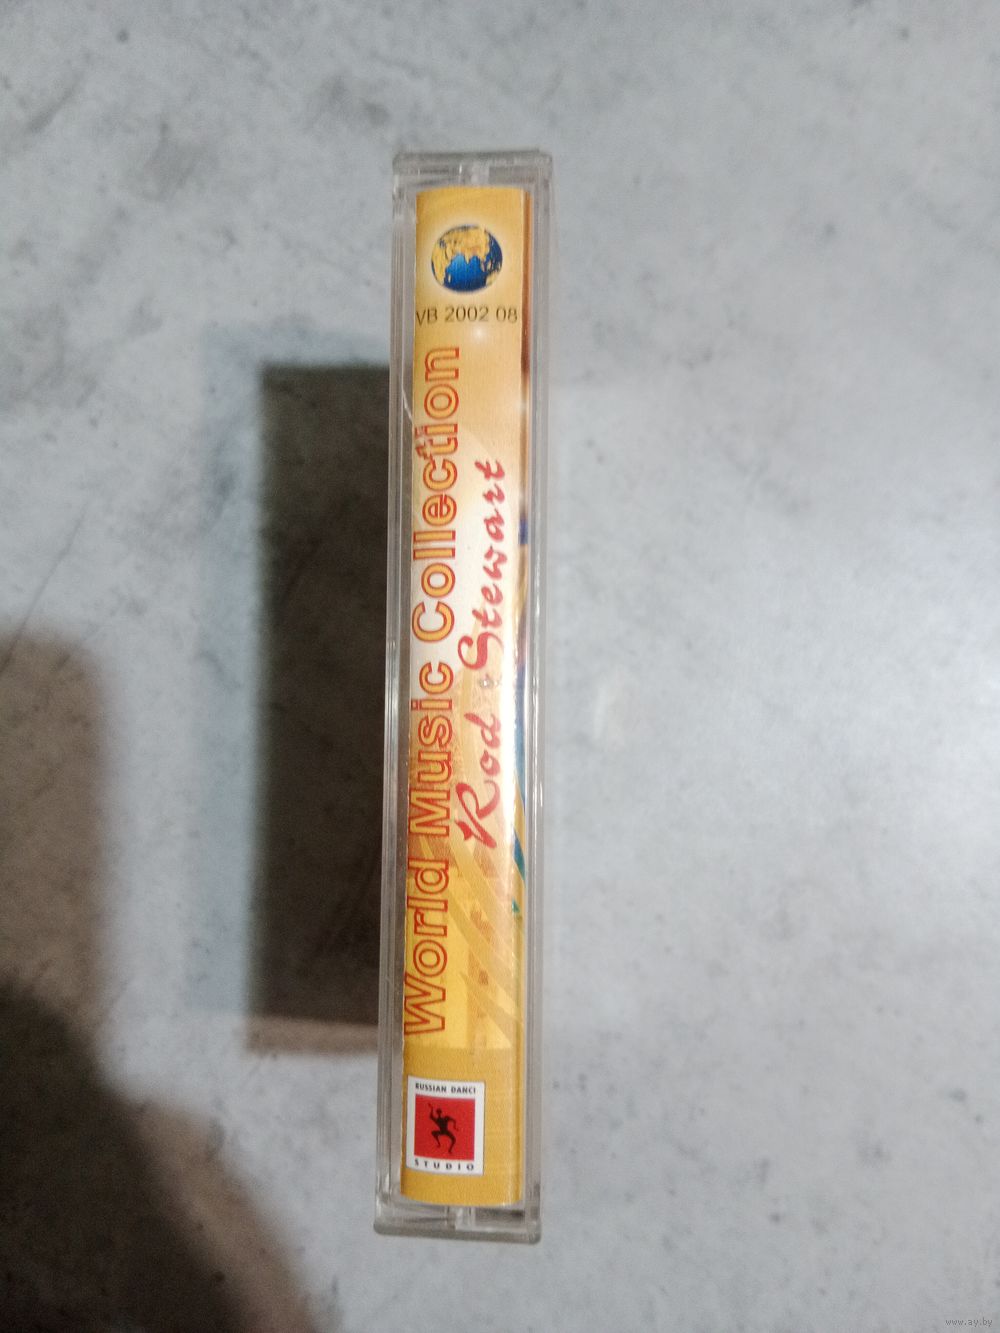 VB 2002 08
World Music Collection
Rod Stewart
RUSSIAN DANCE
STUDIO
www.ay.by